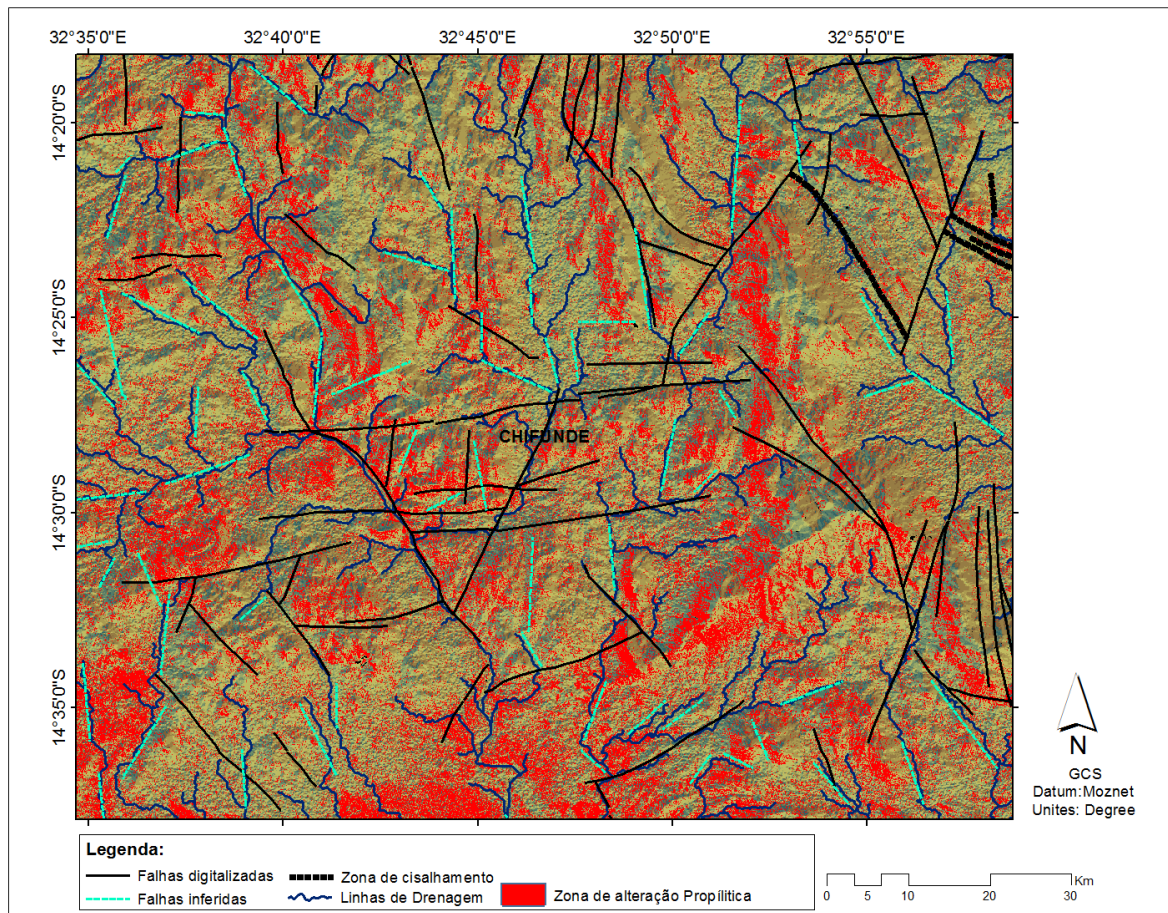 32°35'0"E 32°40'0"E 32°45'0"E 32°50'0"E 32°55'0"E
14°20'0"S
14°25'0"S
CHIFUNDE
14°30'0"S
14°35'0"S
N
GCS
Datum:Moznet
Unites: Degree
Legenda:
Falhas digitalizadas
Zona de cisalhamento
Falhas inferidas
Linhas de Drenagem
Zona de alteração Propílitica
0 5 10 20 30 Km